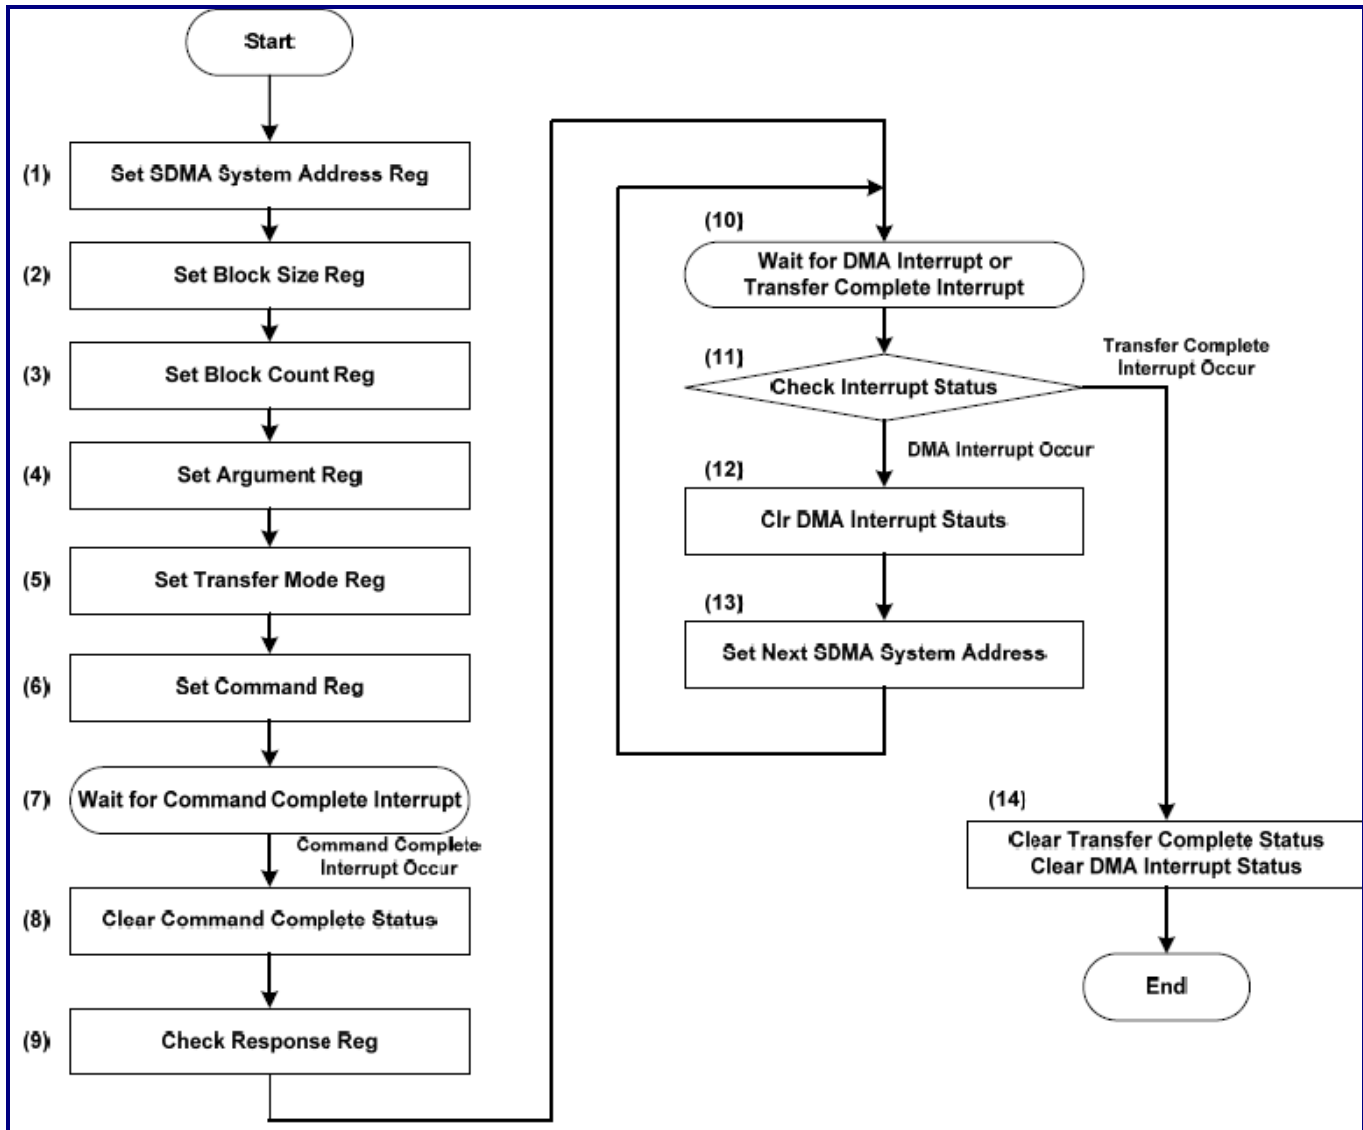 Start
(1)
Set SDMA System Address Reg
(2)
Set Block Size Reg
(3)
Set Block Count Reg
(4)
Set Argument Reg
(5)
Set Transfer Mode Reg
(6)
Set Command Reg
(7)
Wait for Command Complete Interrupt
Command Complete
Interrupt Occur
(8)
Clear Command Complete Status
(9)
Check Response Reg
(10)
Wait for DMA Interrupt or
Transfer Complete Interrupt
(11)
Check Interrupt Status
Transfer Complete
Interrupt Occur
DMA Interrupt Occur
(12)
Clr DMA Interrupt Stauts
(13)
Set Next SDMA System Address
(14)
Clear Transfer Complete Status
Clear DMA Interrupt Status
End